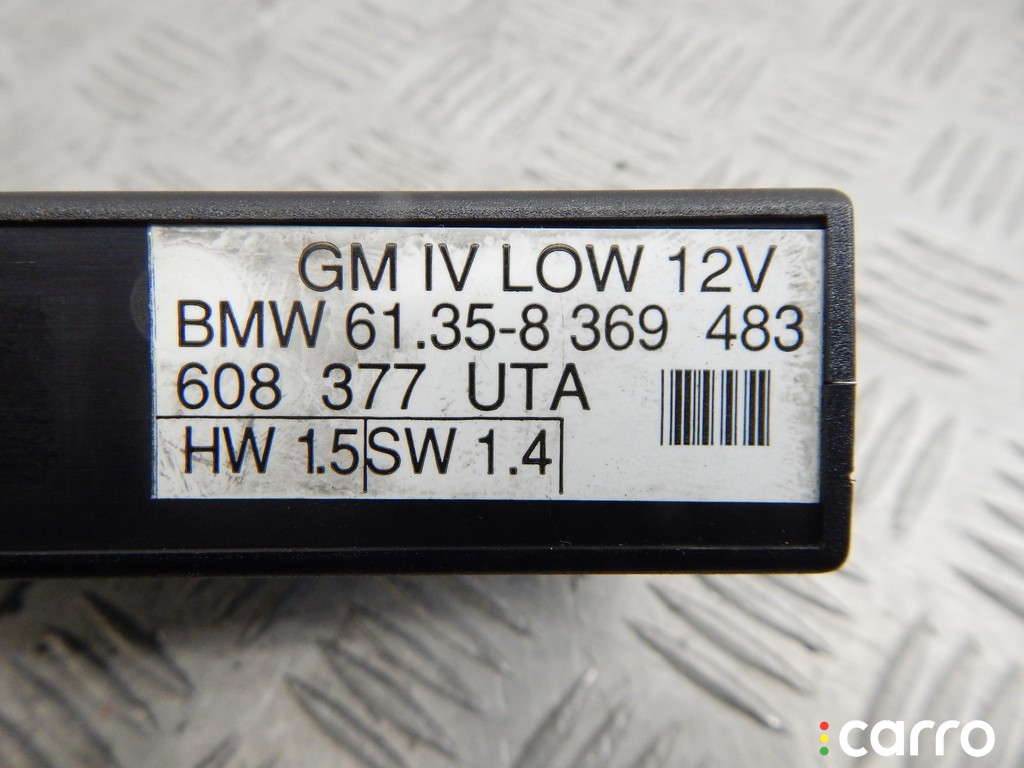 GM IV LOW 12V
BMW 61.35-8 369 483
608 377 UTA
HW 1.5 SW 1.4
carro